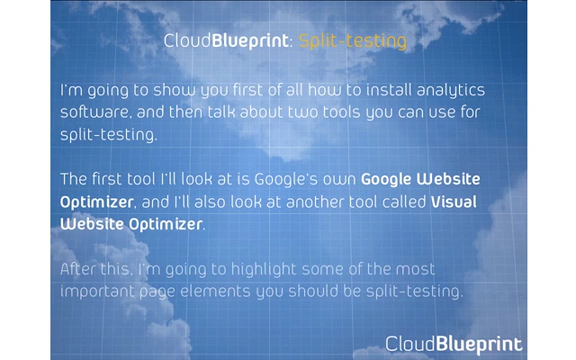 CloudBlueprint: Split-testing
I'm going to show you first of all how to install analytics
software, and then talk about two tools you can use for
split-testing.
The first tool I'll look at is Google's own Google Website
Optimizer, and I'll also look at another tool called Visual
Website Optimizer.
After this, I'm going to highlight some of the most
important page elements you should be split-testing.
CloudBlueprint